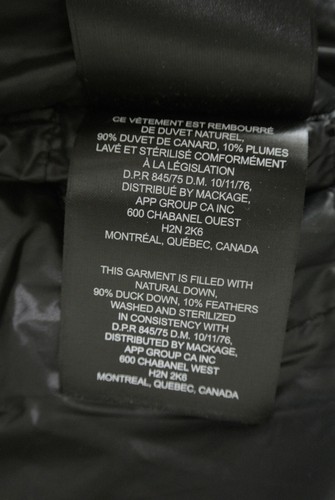 CE VÊTEMENT EST REMBOURRÉ
DE DUVET NATUREL,
90% DUVET DE CANARD, 10% PLUMES
LAVÉ ET STÉRILISÉ COMFORMÉMENT
À LA LÉGISLATION
D.P.R 845/75 D.M. 10/11/76,
DISTRIBUÉ BY MACKAGE,
APP GROUP CA INC
600 CHABANEL OUEST
H2N 2K6
MONTRÉAL, QUÉBEC, CANADA
THIS GARMENT IS FILLED WITH
NATURAL DOWN,
90% DUCK DOWN, 10% FEATHERS
WASHED AND STERILIZED
IN CONSISTENCY WITH
D.P.R 845/75 D.M. 10/11/76,
DISTRIBUTED BY MACKAGE,
APP GROUP CA INC
600 CHABANEL WEST
H2N 2K6
MONTREAL, QUEBEC, CANADA